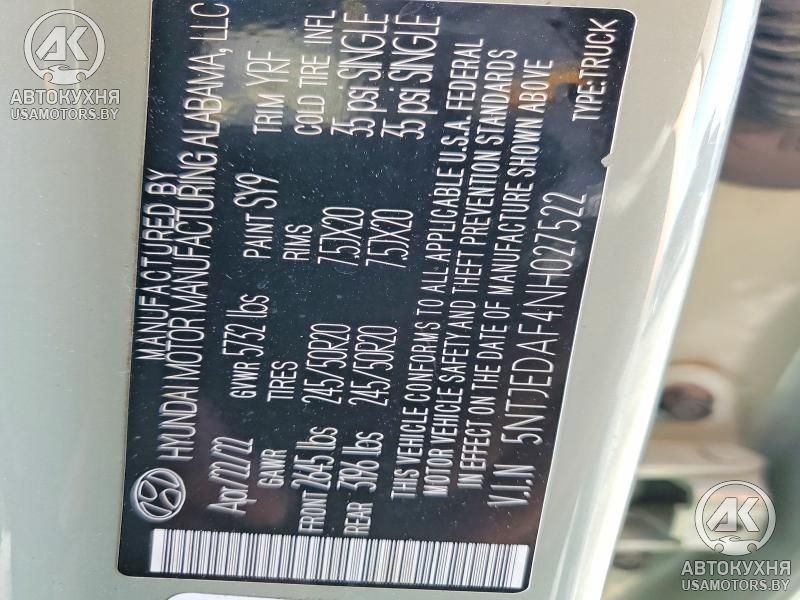 MANUFACTURED BY
HYUNDAI MOTOR MANUFACTURING ALABAMA, LLC
Apr/22/22 GVWR 5732 lbs PAINT SY9 TRIM YRF
GAWR TIRES RIMS COLD TIRE INFL
FRONT 2645 lbs 245/50R20 7.5JX20 35 psi SINGLE
REAR 3196 lbs 245/50R20 7.5JX20 35 psi SINGLE
THIS VEHICLE CONFORMS TO ALL APPLICABLE U.S.A. FEDERAL
MOTOR VEHICLE SAFETY AND THEFT PREVENTION STANDARDS
IN EFFECT ON THE DATE OF MANUFACTURE SHOWN ABOVE
V.I.N 5NTJEDAF4NH027522 TYPE:TRUCK
AK
АВТОКУХНЯ
USAMOTORS.BY
AK
АВТОКУХНЯ
USAMOTORS.BY